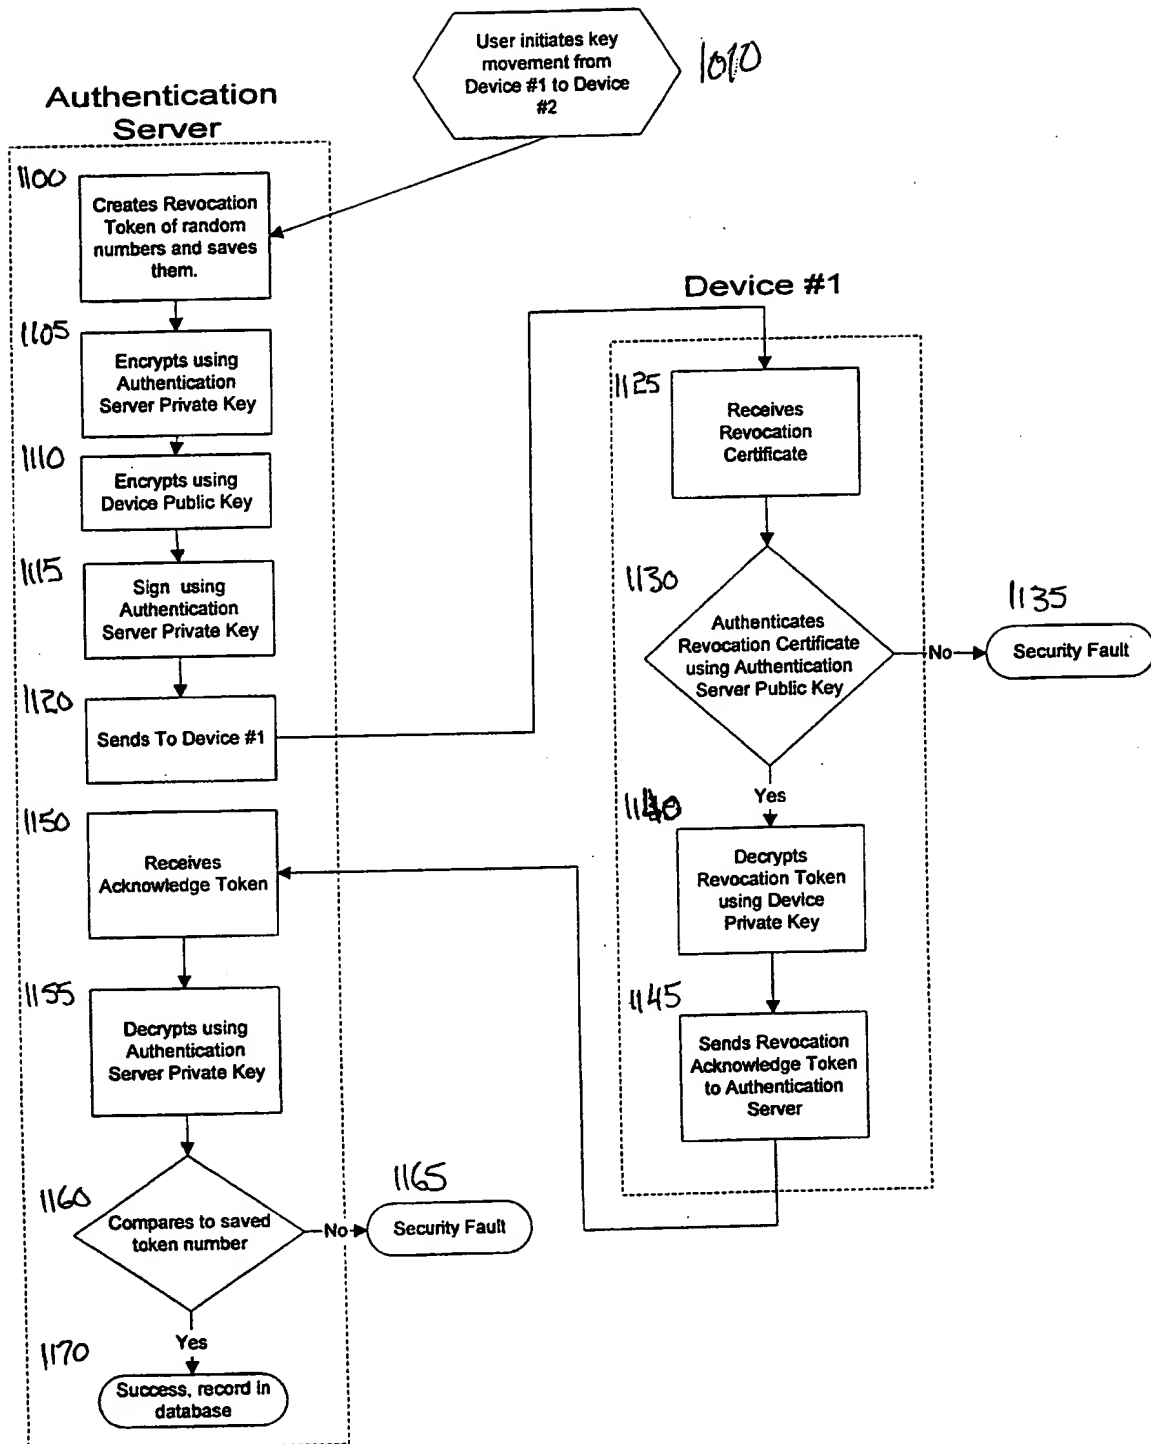 User initiates key
movement from
Device #1 to Device
#2
1010
Authentication
Server
1100
Creates Revocation
Token of random
numbers and saves
them.
1105
Encrypts using
Authentication
Server Private Key
1110
Encrypts using
Device Public Key
1115
Sign using
Authentication
Server Private Key
1120
Sends To Device #1
Device #1
1125
Receives
Revocation
Certificate
1130
Authenticates
Revocation Certificate
using Authentication
Server Public Key
No
1135
Security Fault
Yes
1140
Decrypts
Revocation Token
using Device
Private Key
1145
Sends Revocation
Acknowledge Token
to Authentication
Server
1150
Receives
Acknowledge Token
1155
Decrypts using
Authentication
Server Private Key
1160
Compares to saved
token number
No
1165
Security Fault
Yes
1170
Success, record in
database